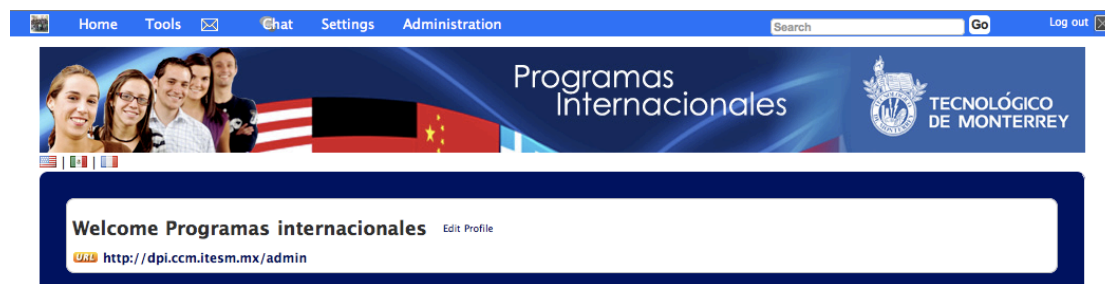 Home Tools Chat Settings Administration Search Go Log out
Programas
Internacionales
TECNOLÓGICO
DE MONTERREY
| |
Welcome Programas internacionales Edit Profile
URL http://dpi.ccm.itesm.mx/admin